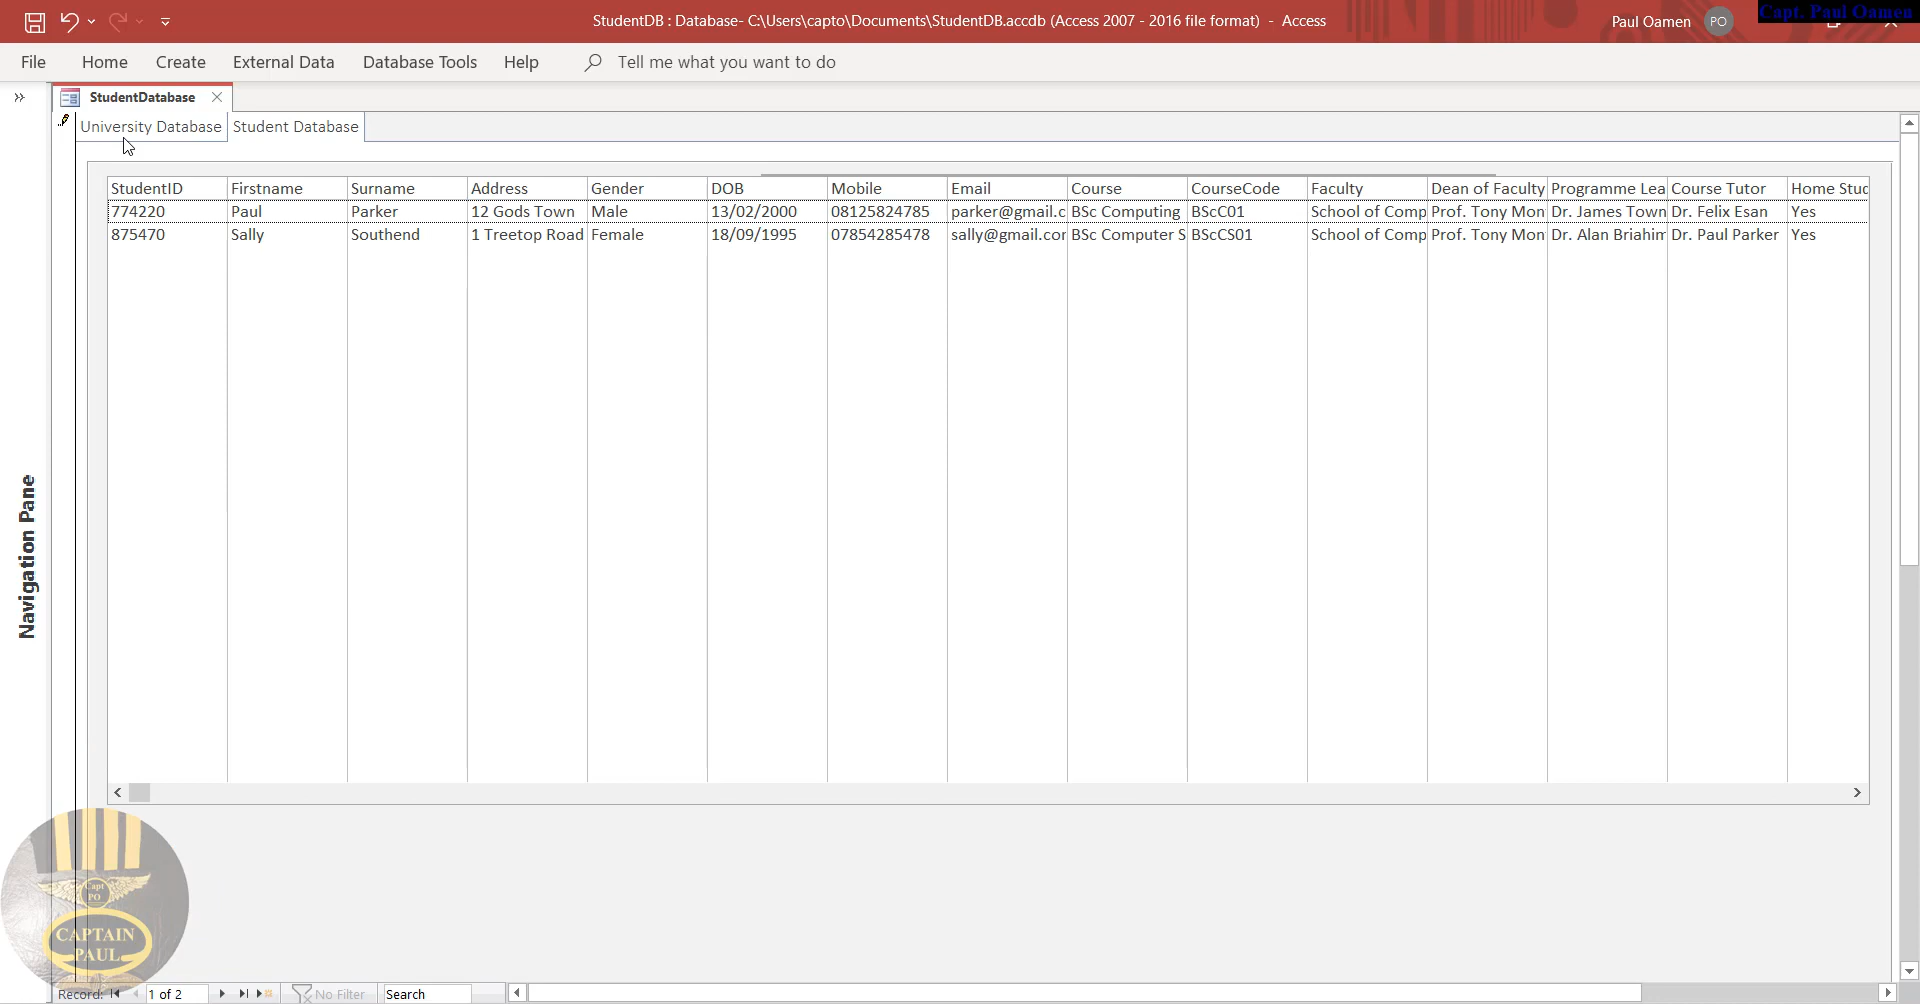 StudentDB : Database- C:\Users\capto\Documents\StudentDB.accdb (Access 2007 - 2016 file format) - Access
Paul Oamen PO
Capt. Paul Oamen
File Home Create External Data Database Tools Help Tell me what you want to do
StudentDatabase
University Database Student Database
StudentID Firstname Surname Address Gender DOB Mobile Email Course CourseCode Faculty Dean of Faculty Programme Lea Course Tutor Home Stud
774220 Paul Parker 12 Gods Town Male 13/02/2000 08125824785 parker@gmail.c BSc Computing BScC01 School of Comp Prof. Tony Mon Dr. James Town Dr. Felix Esan Yes
875470 Sally Southend 1 Treetop Road Female 18/09/1995 07854285478 sally@gmail.cor BSc Computer S BScCS01 School of Comp Prof. Tony Mon Dr. Alan Briahim Dr. Paul Parker Yes
Navigation Pane
Capt
PO
CAPTAIN
PAUL
Record: 1 of 2 No Filter Search